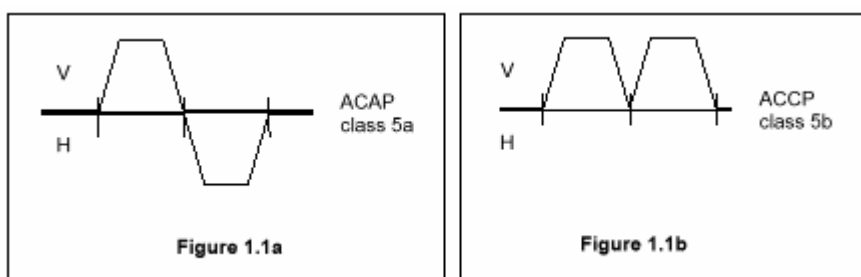 V
H
ACAP
class 5a
Figure 1.1a
V
H
ACCP
class 5b
Figure 1.1b